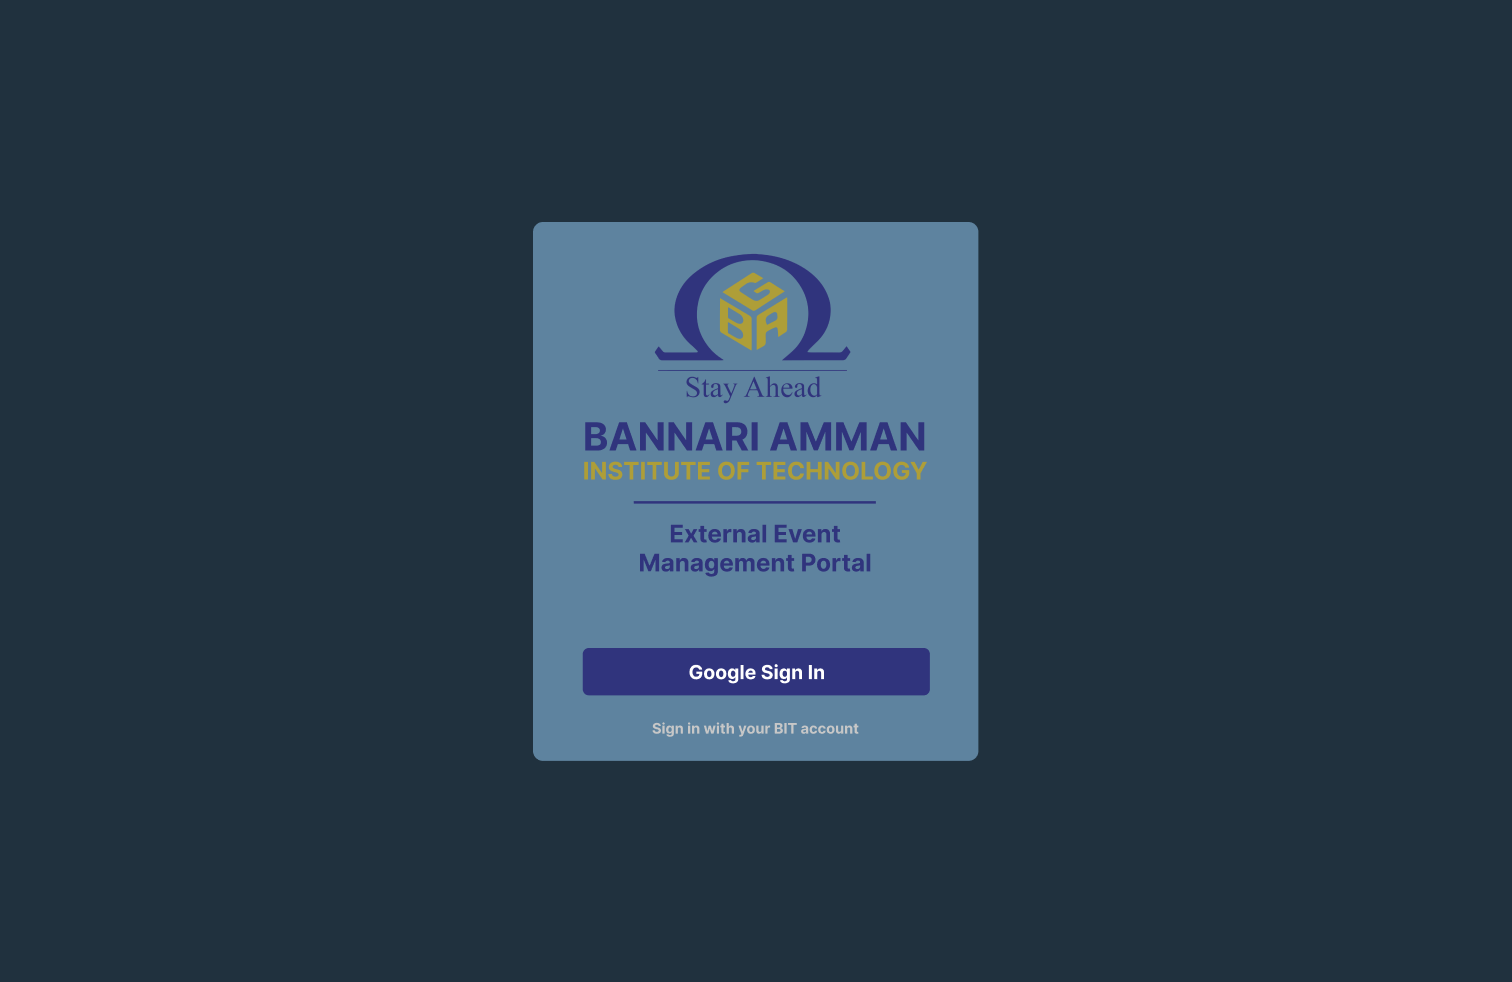 GBA
Stay Ahead
BANNARI AMMAN
INSTITUTE OF TECHNOLOGY
External Event
Management Portal
Google Sign In
Sign in with your BIT account